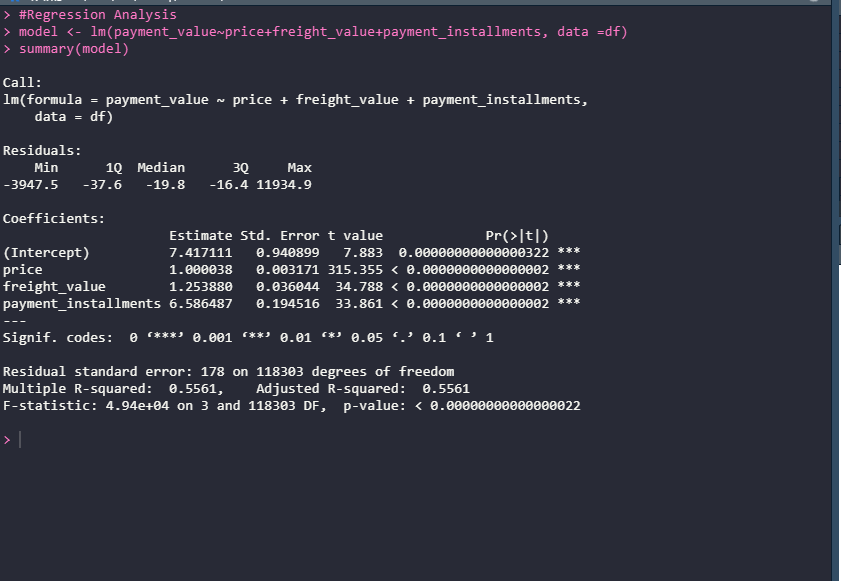 > #Regression Analysis
> model <- lm(payment_value~price+freight_value+payment_installments, data =df)
> summary(model)

Call:
lm(formula = payment_value ~ price + freight_value + payment_installments,
    data = df)

Residuals:
    Min      1Q  Median      3Q     Max
-3947.5   -37.6   -19.8   -16.4 11934.9

Coefficients:
                     Estimate Std. Error t value             Pr(>|t|)
(Intercept)          7.417111   0.940899   7.883  0.00000000000000322 ***
price                1.000038   0.003171 315.355 < 0.0000000000000002 ***
freight_value        1.253880   0.036044  34.788 < 0.0000000000000002 ***
payment_installments 6.586487   0.194516  33.861 < 0.0000000000000002 ***
---
Signif. codes:  0 ‘***’ 0.001 ‘**’ 0.01 ‘*’ 0.05 ‘.’ 0.1 ‘ ’ 1

Residual standard error: 178 on 118303 degrees of freedom
Multiple R-squared:  0.5561,	Adjusted R-squared:  0.5561
F-statistic: 4.94e+04 on 3 and 118303 DF,  p-value: < 0.00000000000000022

>